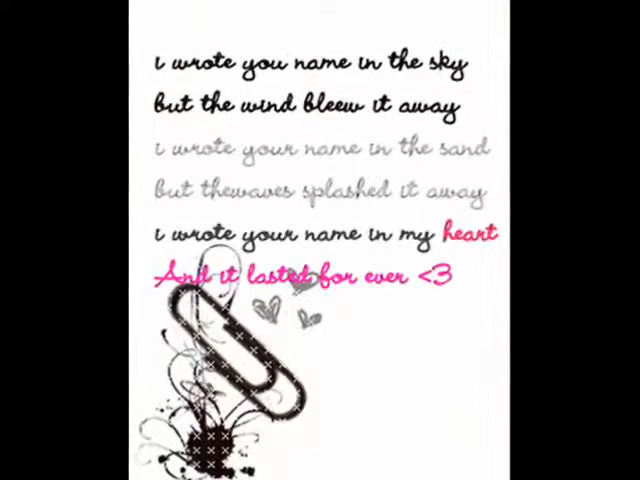 i wrote you name in the sky
but the wind bleew it away
i wrote your name in the sand
but thewaves splashed it away
i wrote your name in my heart
And it lasted for ever <3